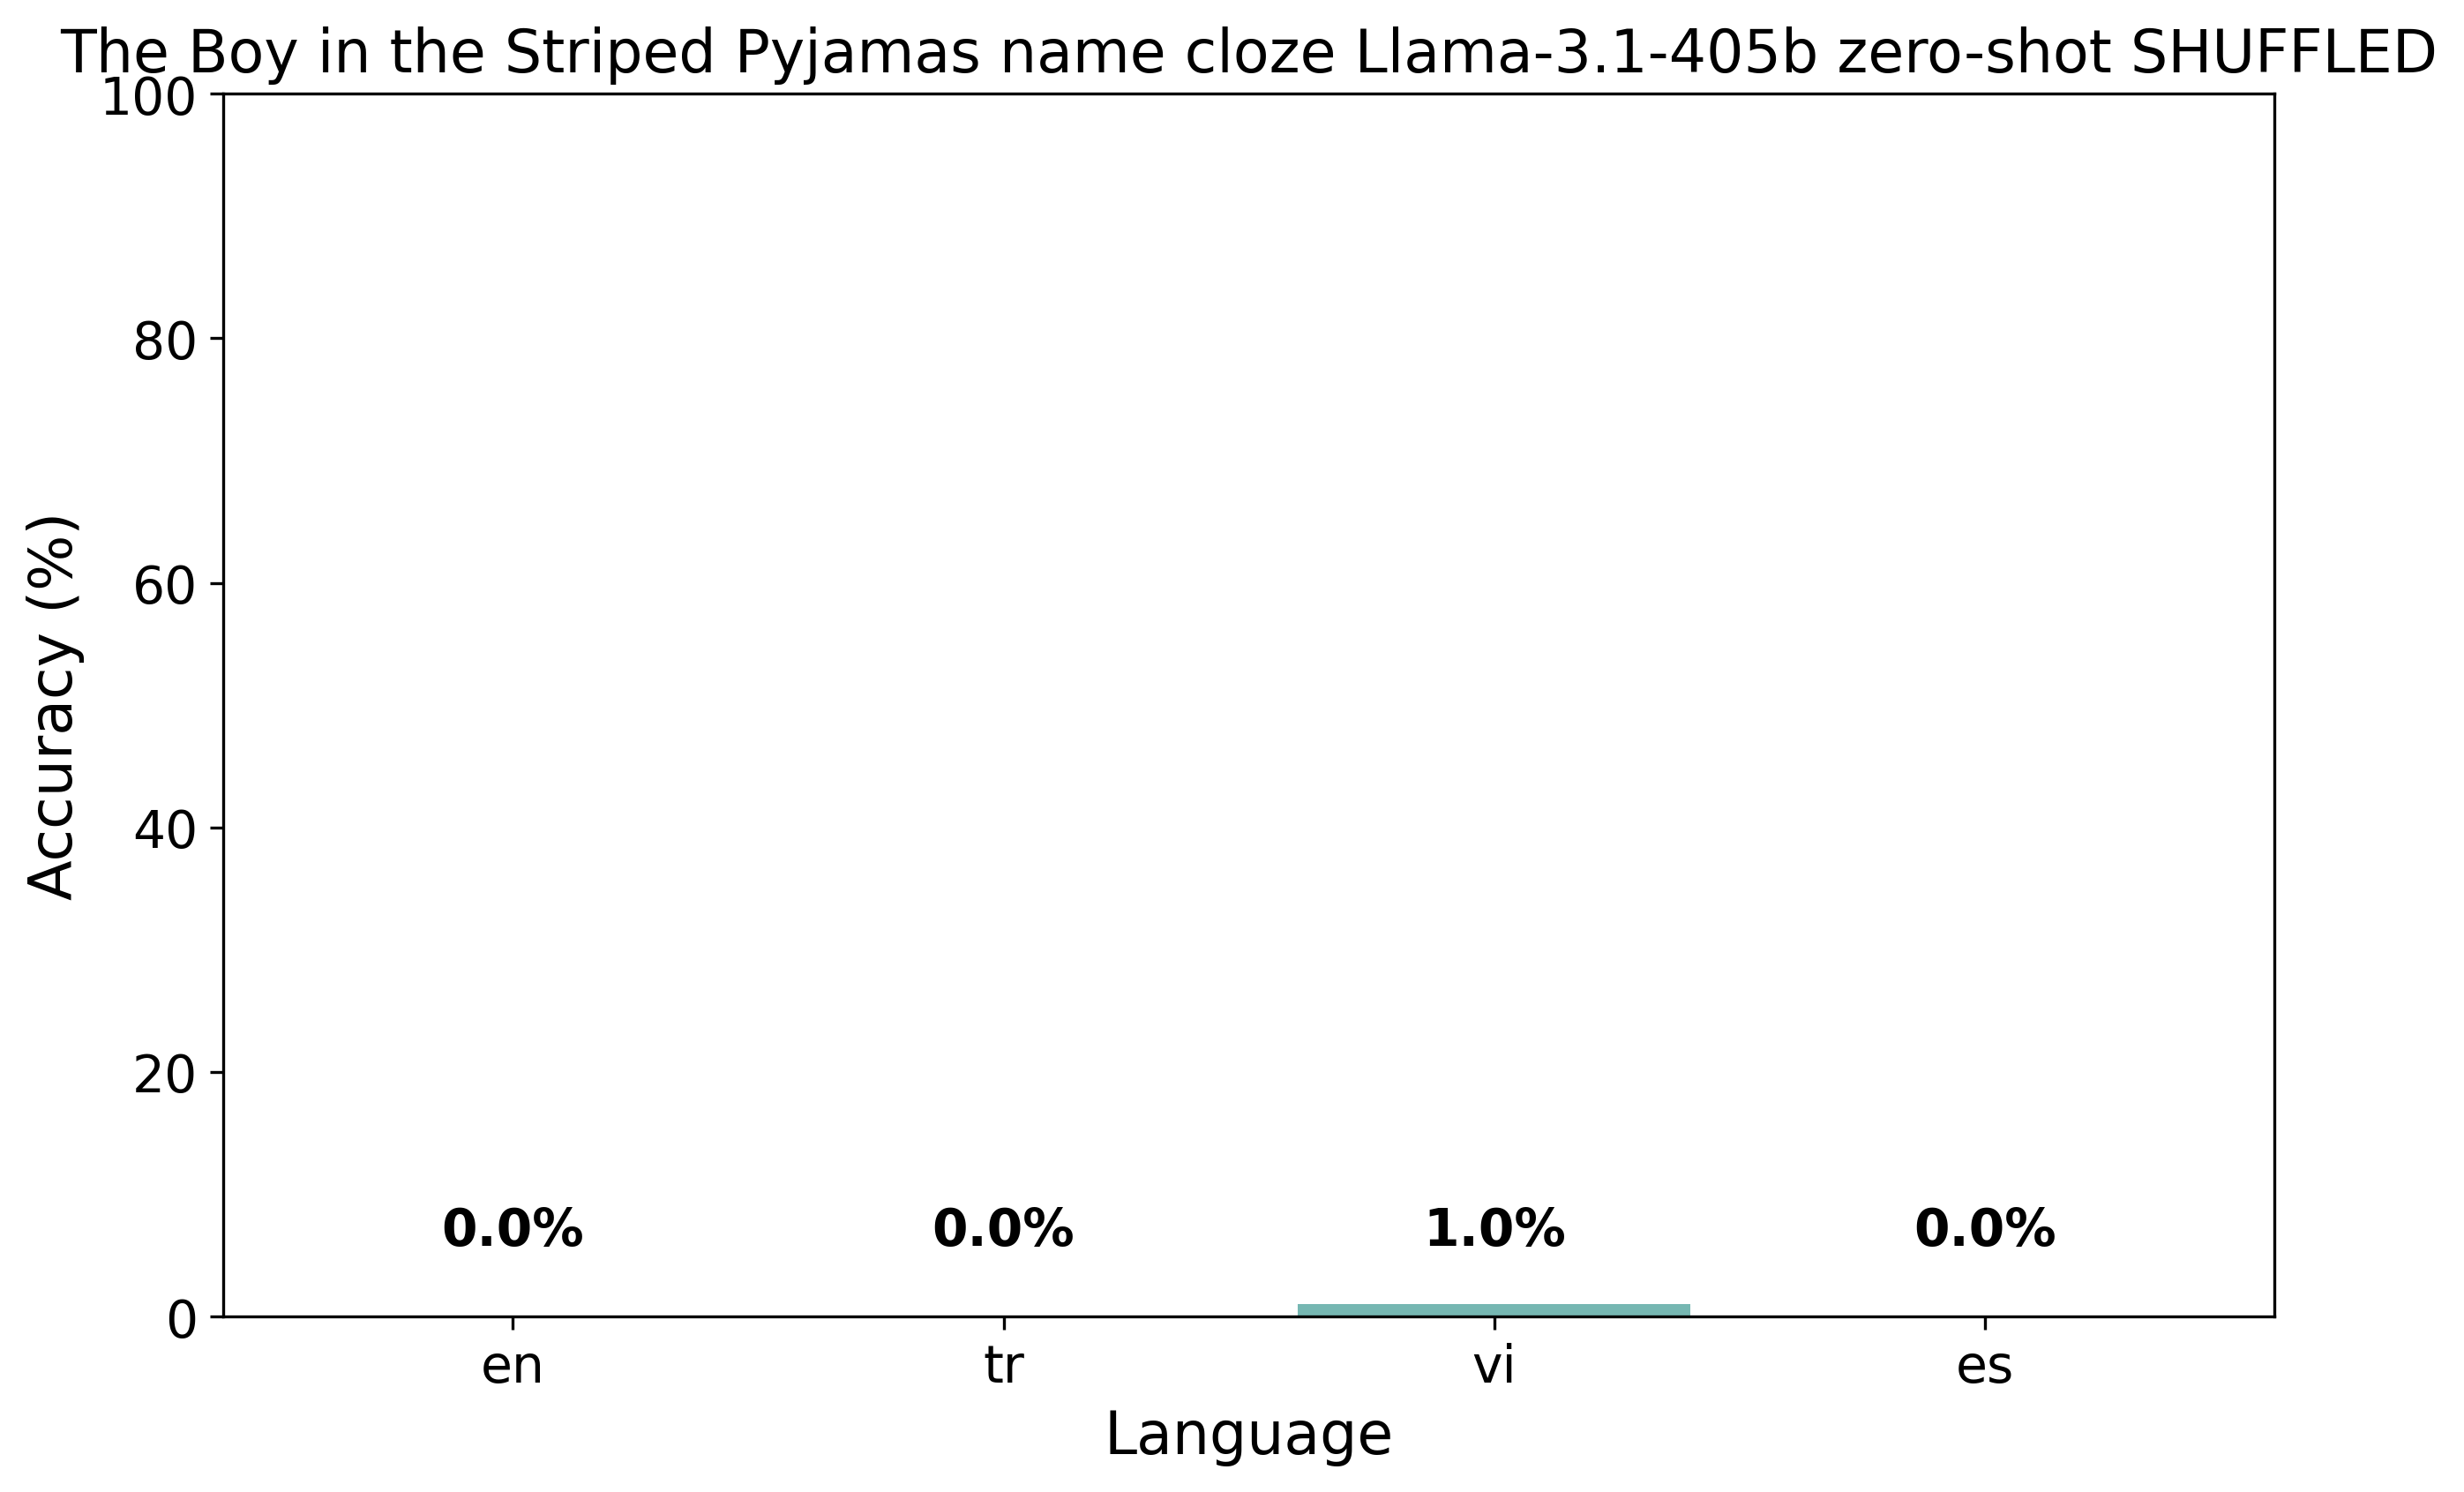 The Boy in the Striped Pyjamas name cloze Llama-3.1-405b zero-shot SHUFFLED
100
80
60
40
20
0
Accuracy (%)
0.0% 0.0% 1.0% 0.0%
en tr vi es
Language